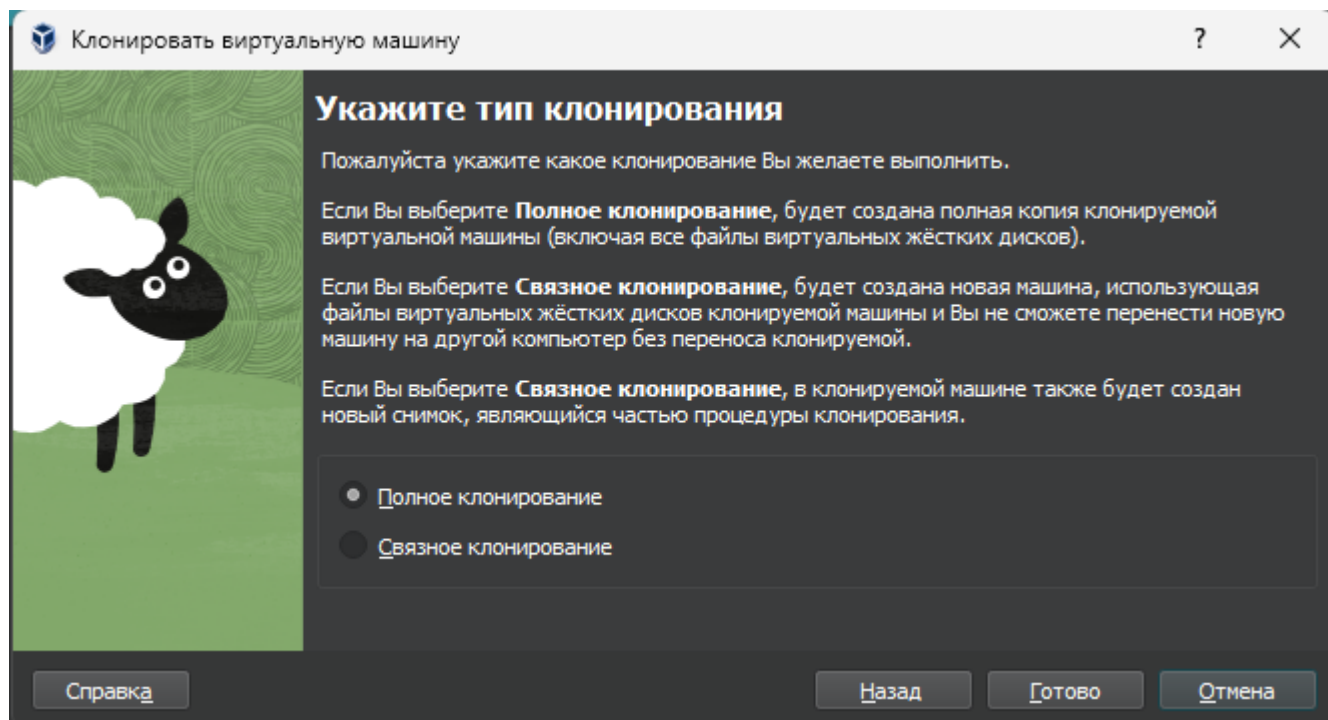 Клонировать виртуальную машину
?
Укажите тип клонирования
Пожалуйста укажите какое клонирование Вы желаете выполнить.
Если Вы выберите Полное клонирование, будет создана полная копия клонируемой
виртуальной машины (включая все файлы виртуальных жёстких дисков).
Если Вы выберите Связное клонирование, будет создана новая машина, использующая
файлы виртуальных жёстких дисков клонируемой машины и Вы не сможете перенести новую
машину на другой компьютер без переноса клонируемой.
Если Вы выберите Связное клонирование, в клонируемой машине также будет создан
новый снимок, являющийся частью процедуры клонирования.
Полное клонирование
Связное клонирование
Справка
Назад
Готово
Отмена